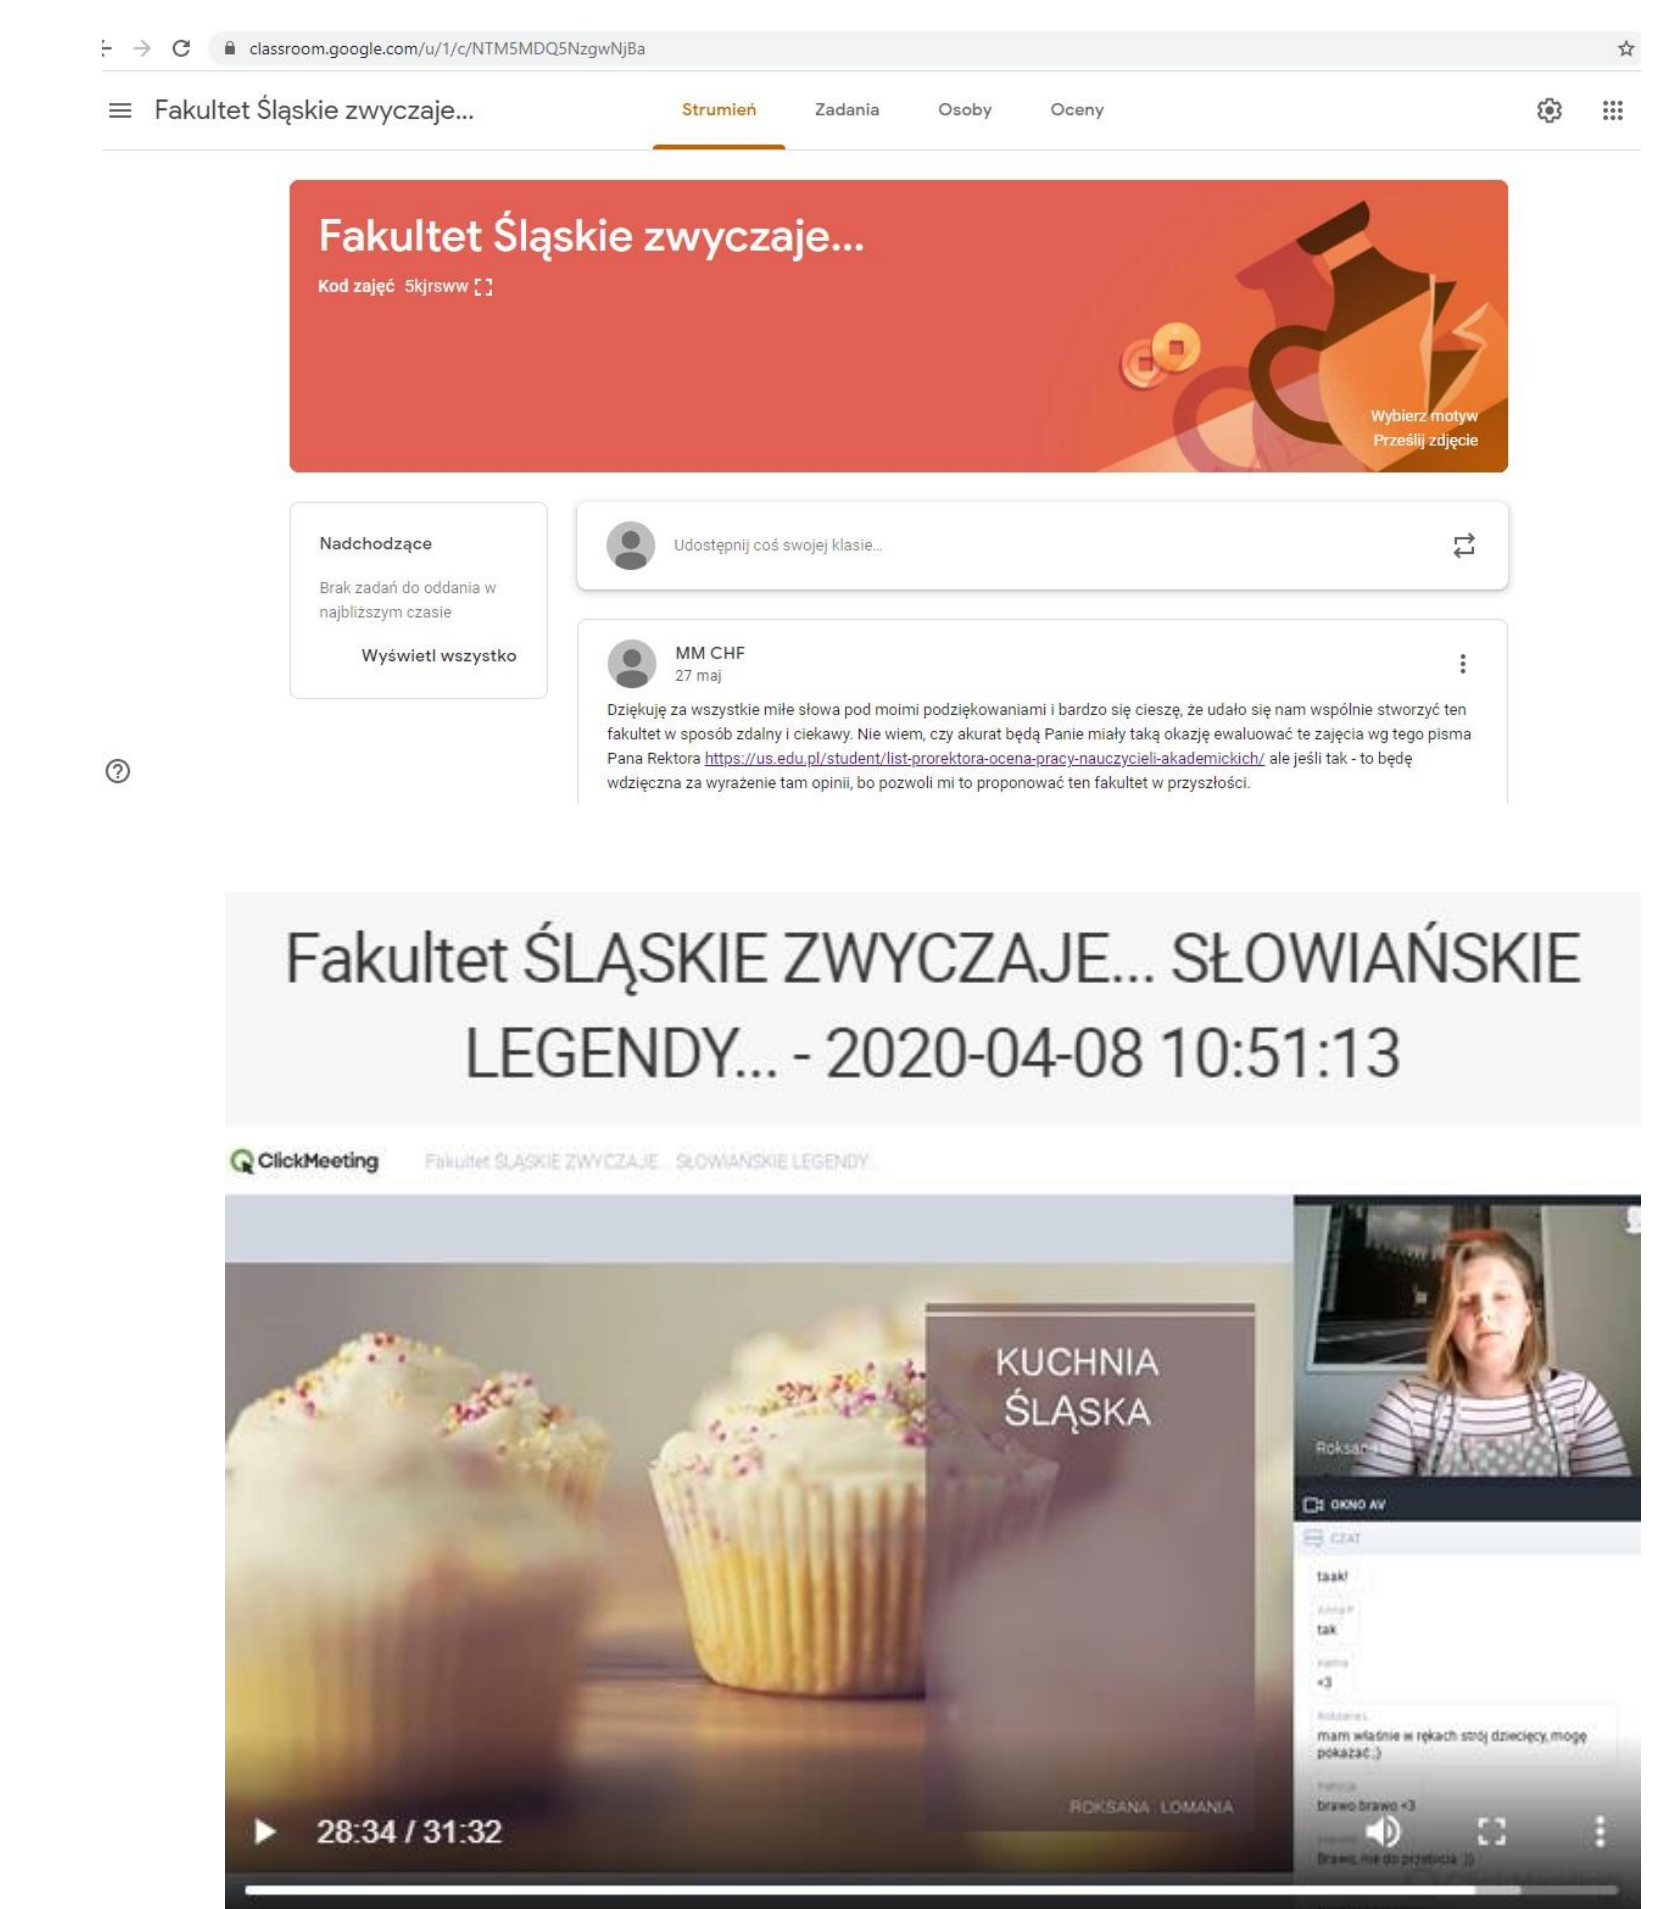 classroom.google.com/u/1/c/NTM5MDQ5NzgwNjBa
Fakultet Śląskie zwyczaje...
Strumień Zadania Osoby Oceny
Fakultet Śląskie zwyczaje...
Kod zajęć 5kjrsww
Wybierz motyw
Prześlij zdjęcie
Nadchodzące
Brak zadań do oddania w
najbliższym czasie
Wyświetl wszystko
Udostępnij coś swojej klasie...
MM CHF
27 maj
Dziękuję za wszystkie miłe słowa pod moimi podziękowaniami i bardzo się cieszę, że udało się nam wspólnie stworzyć ten
fakultet w sposób zdalny i ciekawy. Nie wiem, czy akurat będą Panie miały taką okazję ewaluować te zajęcia wg tego pisma
Pana Rektora https://us.edu.pl/student/list-prorektora-ocena-pracy-nauczycieli-akademickich/ ale jeśli tak - to będę
wdzięczna za wyrażenie tam opinii, bo pozwoli mi to proponować ten fakultet w przyszłości.
Fakultet ŚLĄSKIE ZWYCZAJE... SŁOWIAŃSKIE
LEGENDY... - 2020-04-08 10:51:13
ClickMeeting
Fakultet ŚLĄSKIE ZWYCZAJE... SŁOWIAŃSKIE LEGENDY...
KUCHNIA
ŚLĄSKA
ROKSANA LOMANIA
28:34 / 31:32
OKNO AV
CZAT
taak!
Anna P
tak
<3
Roksana L
mam właśnie w rękach strój dziecięcy, mogę
pokazać ;)
Patrycja
brawo brawo <3
Brawo, nie do przebicia :))